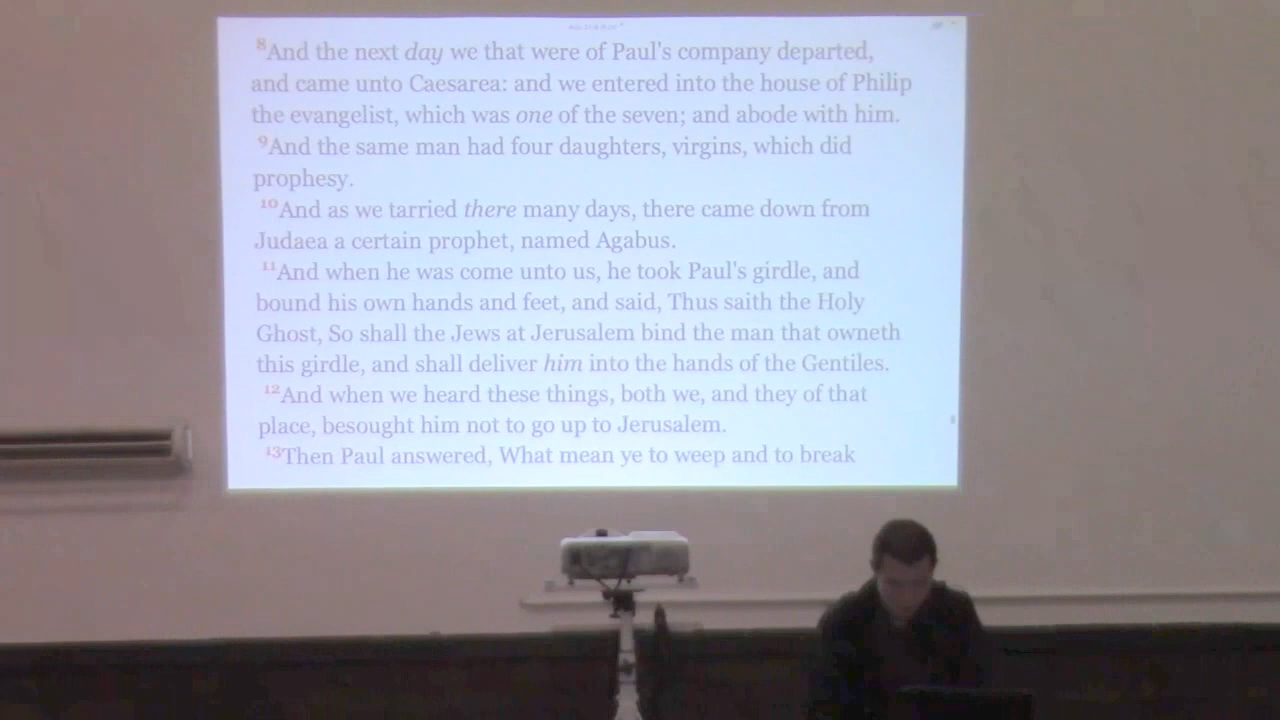 8And the next day we that were of Paul's company departed,
and came unto Caesarea: and we entered into the house of Philip
the evangelist, which was one of the seven; and abode with him.
9And the same man had four daughters, virgins, which did
prophesy.
10And as we tarried there many days, there came down from
Judaea a certain prophet, named Agabus.
11And when he was come unto us, he took Paul's girdle, and
bound his own hands and feet, and said, Thus saith the Holy
Ghost, So shall the Jews at Jerusalem bind the man that owneth
this girdle, and shall deliver him into the hands of the Gentiles.
12And when we heard these things, both we, and they of that
place, besought him not to go up to Jerusalem.
13Then Paul answered, What mean ye to weep and to break